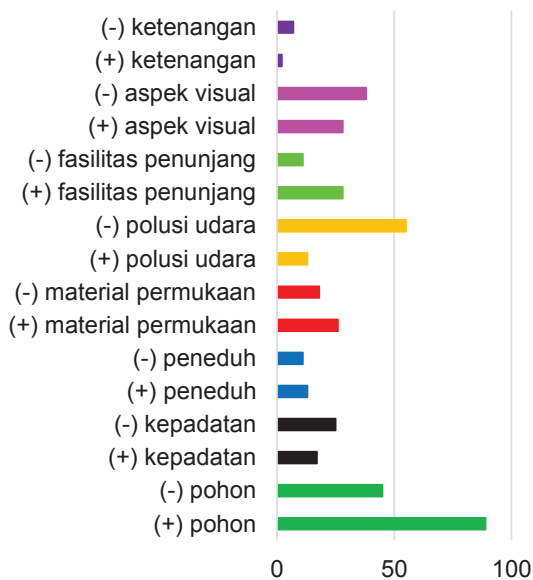 (-) ketenangan
(+) ketenangan
(-) aspek visual
(+) aspek visual
(-) fasilitas penunjang
(+) fasilitas penunjang
(-) polusi udara
(+) polusi udara
(-) material permukaan
(+) material permukaan
(-) peneduh
(+) peneduh
(-) kepadatan
(+) kepadatan
(-) pohon
(+) pohon
0 50 100